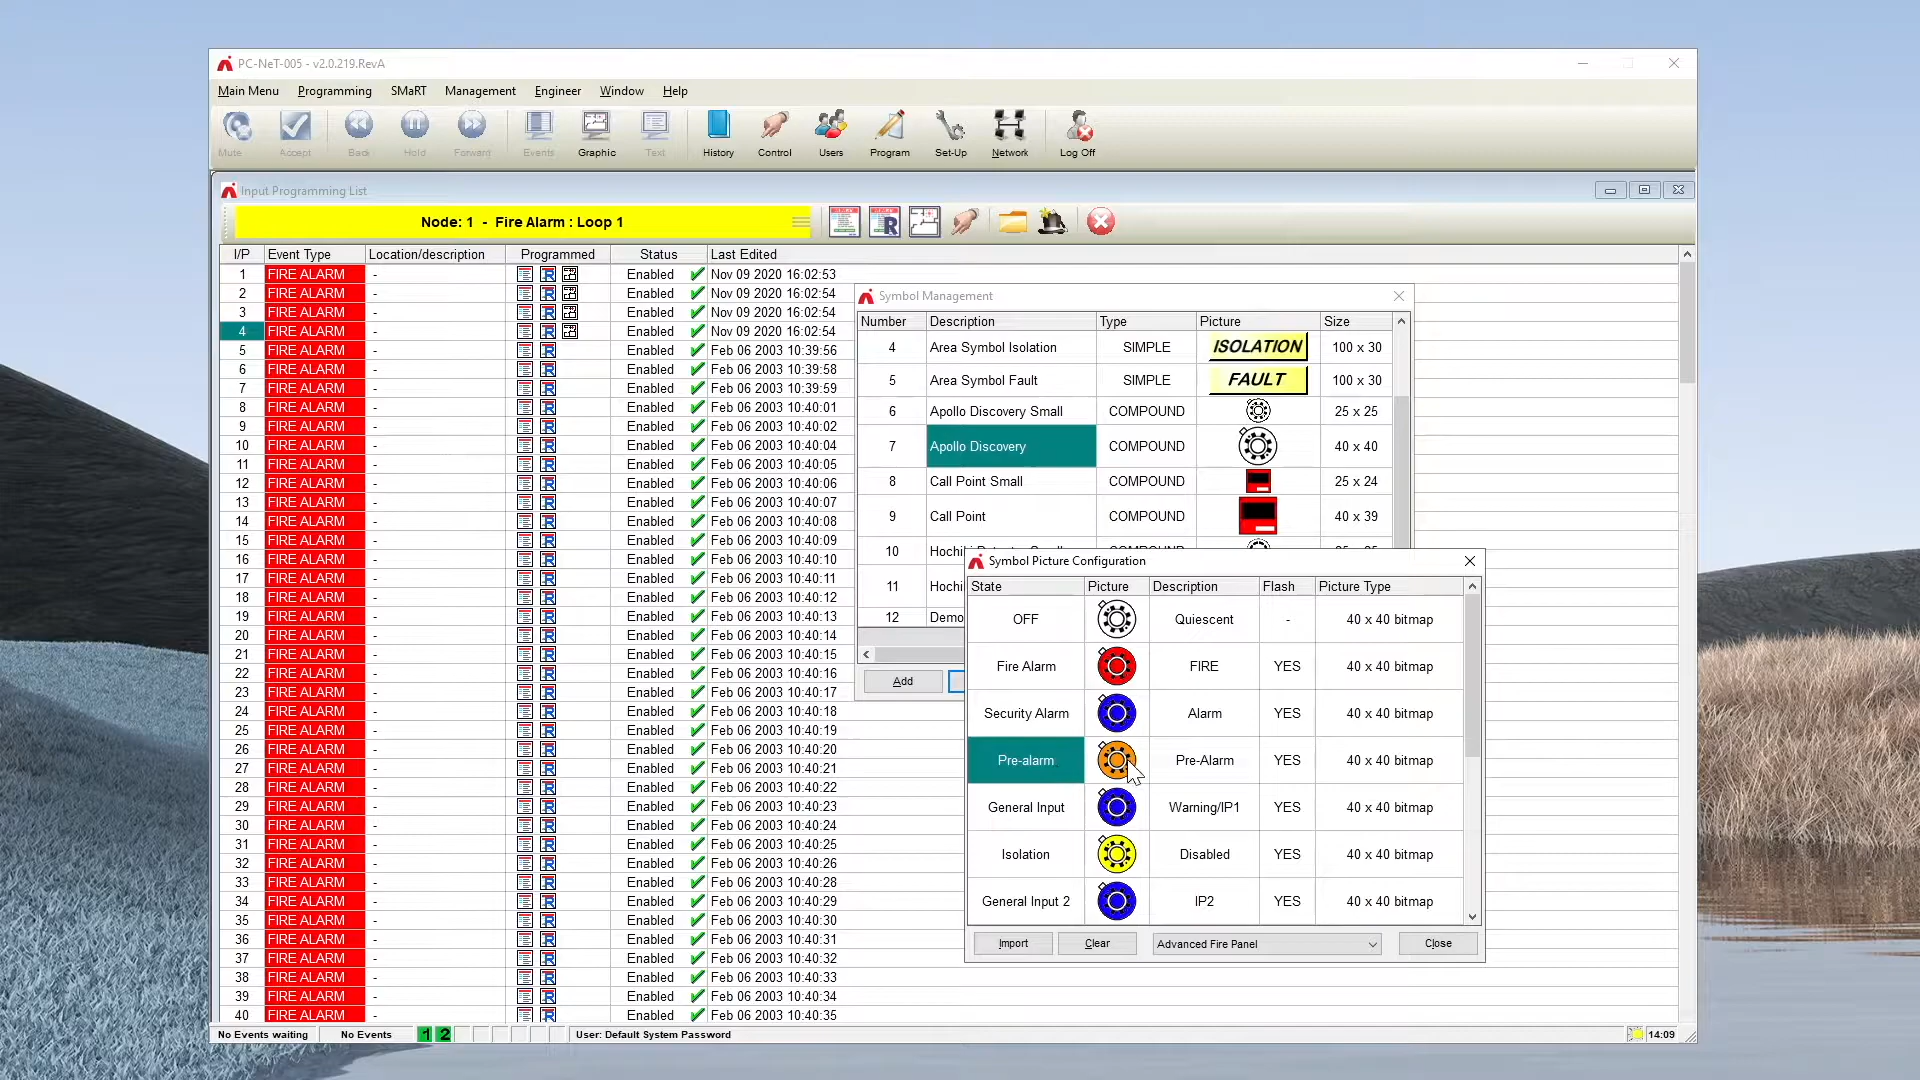 PC-NeT-005 - v2.0.219.RevA
Main Menu Programming SMaRT Management Engineer Window Help
Mute Accept Back Hold Forward Events Graphic Text History Control Users Program Set-Up Network Log Off
Input Programming List
Node: 1 - Fire Alarm : Loop 1
I/P Event Type Location/description Programmed Status Last Edited
1 FIRE ALARM - Enabled Nov 09 2020 16:02:53
2 FIRE ALARM - Enabled Nov 09 2020 16:02:54
3 FIRE ALARM - Enabled Nov 09 2020 16:02:54
4 FIRE ALARM - Enabled Nov 09 2020 16:02:54
5 FIRE ALARM - Enabled Feb 06 2003 10:39:56
6 FIRE ALARM - Enabled Feb 06 2003 10:39:58
7 FIRE ALARM - Enabled Feb 06 2003 10:39:59
8 FIRE ALARM - Enabled Feb 06 2003 10:40:01
9 FIRE ALARM - Enabled Feb 06 2003 10:40:02
10 FIRE ALARM - Enabled Feb 06 2003 10:40:04
11 FIRE ALARM - Enabled Feb 06 2003 10:40:05
12 FIRE ALARM - Enabled Feb 06 2003 10:40:06
13 FIRE ALARM - Enabled Feb 06 2003 10:40:07
14 FIRE ALARM - Enabled Feb 06 2003 10:40:08
15 FIRE ALARM - Enabled Feb 06 2003 10:40:09
16 FIRE ALARM - Enabled Feb 06 2003 10:40:10
17 FIRE ALARM - Enabled Feb 06 2003 10:40:11
18 FIRE ALARM - Enabled Feb 06 2003 10:40:12
19 FIRE ALARM - Enabled Feb 06 2003 10:40:13
20 FIRE ALARM - Enabled Feb 06 2003 10:40:14
21 FIRE ALARM - Enabled Feb 06 2003 10:40:15
22 FIRE ALARM - Enabled Feb 06 2003 10:40:16
23 FIRE ALARM - Enabled Feb 06 2003 10:40:17
24 FIRE ALARM - Enabled Feb 06 2003 10:40:18
25 FIRE ALARM - Enabled Feb 06 2003 10:40:19
26 FIRE ALARM - Enabled Feb 06 2003 10:40:20
27 FIRE ALARM - Enabled Feb 06 2003 10:40:21
28 FIRE ALARM - Enabled Feb 06 2003 10:40:22
29 FIRE ALARM - Enabled Feb 06 2003 10:40:23
30 FIRE ALARM - Enabled Feb 06 2003 10:40:24
31 FIRE ALARM - Enabled Feb 06 2003 10:40:25
32 FIRE ALARM - Enabled Feb 06 2003 10:40:26
33 FIRE ALARM - Enabled Feb 06 2003 10:40:28
34 FIRE ALARM - Enabled Feb 06 2003 10:40:29
35 FIRE ALARM - Enabled Feb 06 2003 10:40:30
36 FIRE ALARM - Enabled Feb 06 2003 10:40:31
37 FIRE ALARM - Enabled Feb 06 2003 10:40:32
38 FIRE ALARM - Enabled Feb 06 2003 10:40:33
39 FIRE ALARM - Enabled Feb 06 2003 10:40:34
40 FIRE ALARM - Enabled Feb 06 2003 10:40:35
Symbol Management
Number Description Type Picture Size
4 Area Symbol Isolation SIMPLE ISOLATION 100 x 30
5 Area Symbol Fault SIMPLE FAULT 100 x 30
6 Apollo Discovery Small COMPOUND 25 x 25
7 Apollo Discovery COMPOUND 40 x 40
8 Call Point Small COMPOUND 25 x 24
9 Call Point COMPOUND 40 x 39
10
11 Hochi
12 Demo
Add
Symbol Picture Configuration
State Picture Description Flash Picture Type
OFF Quiescent - 40 x 40 bitmap
Fire Alarm FIRE YES 40 x 40 bitmap
Security Alarm Alarm YES 40 x 40 bitmap
Pre-alarm Pre-Alarm YES 40 x 40 bitmap
General Input Warning/IP1 YES 40 x 40 bitmap
Isolation Disabled YES 40 x 40 bitmap
General Input 2 IP2 YES 40 x 40 bitmap
Import Clear Advanced Fire Panel Close
No Events waiting No Events 1 2 User: Default System Password 14:09